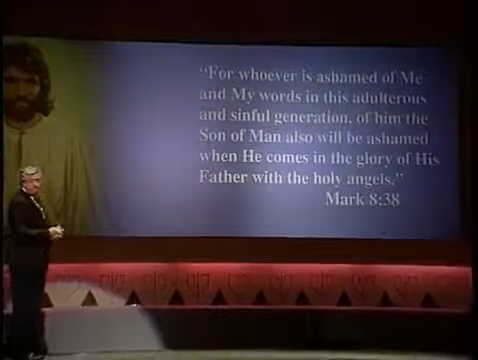 “For whoever is ashamed of Me
and My words in this adulterous
and sinful generation, of him the
Son of Man also will be ashamed
when He comes in the glory of His
Father with the holy angels.”
Mark 8:38